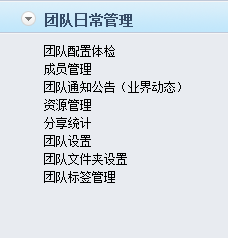 团队日常管理
团队配置体检
成员管理
团队通知公告（业界动态）
资源管理
分享统计
团队设置
团队文件夹设置
团队标签管理